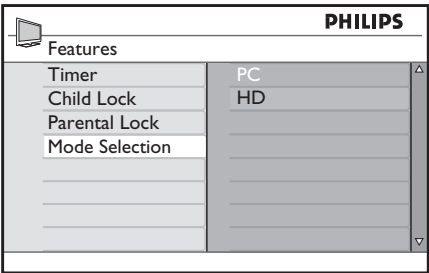 PHILIPS
Features
Timer
PC
Child Lock
HD
Parental Lock
Mode Selection